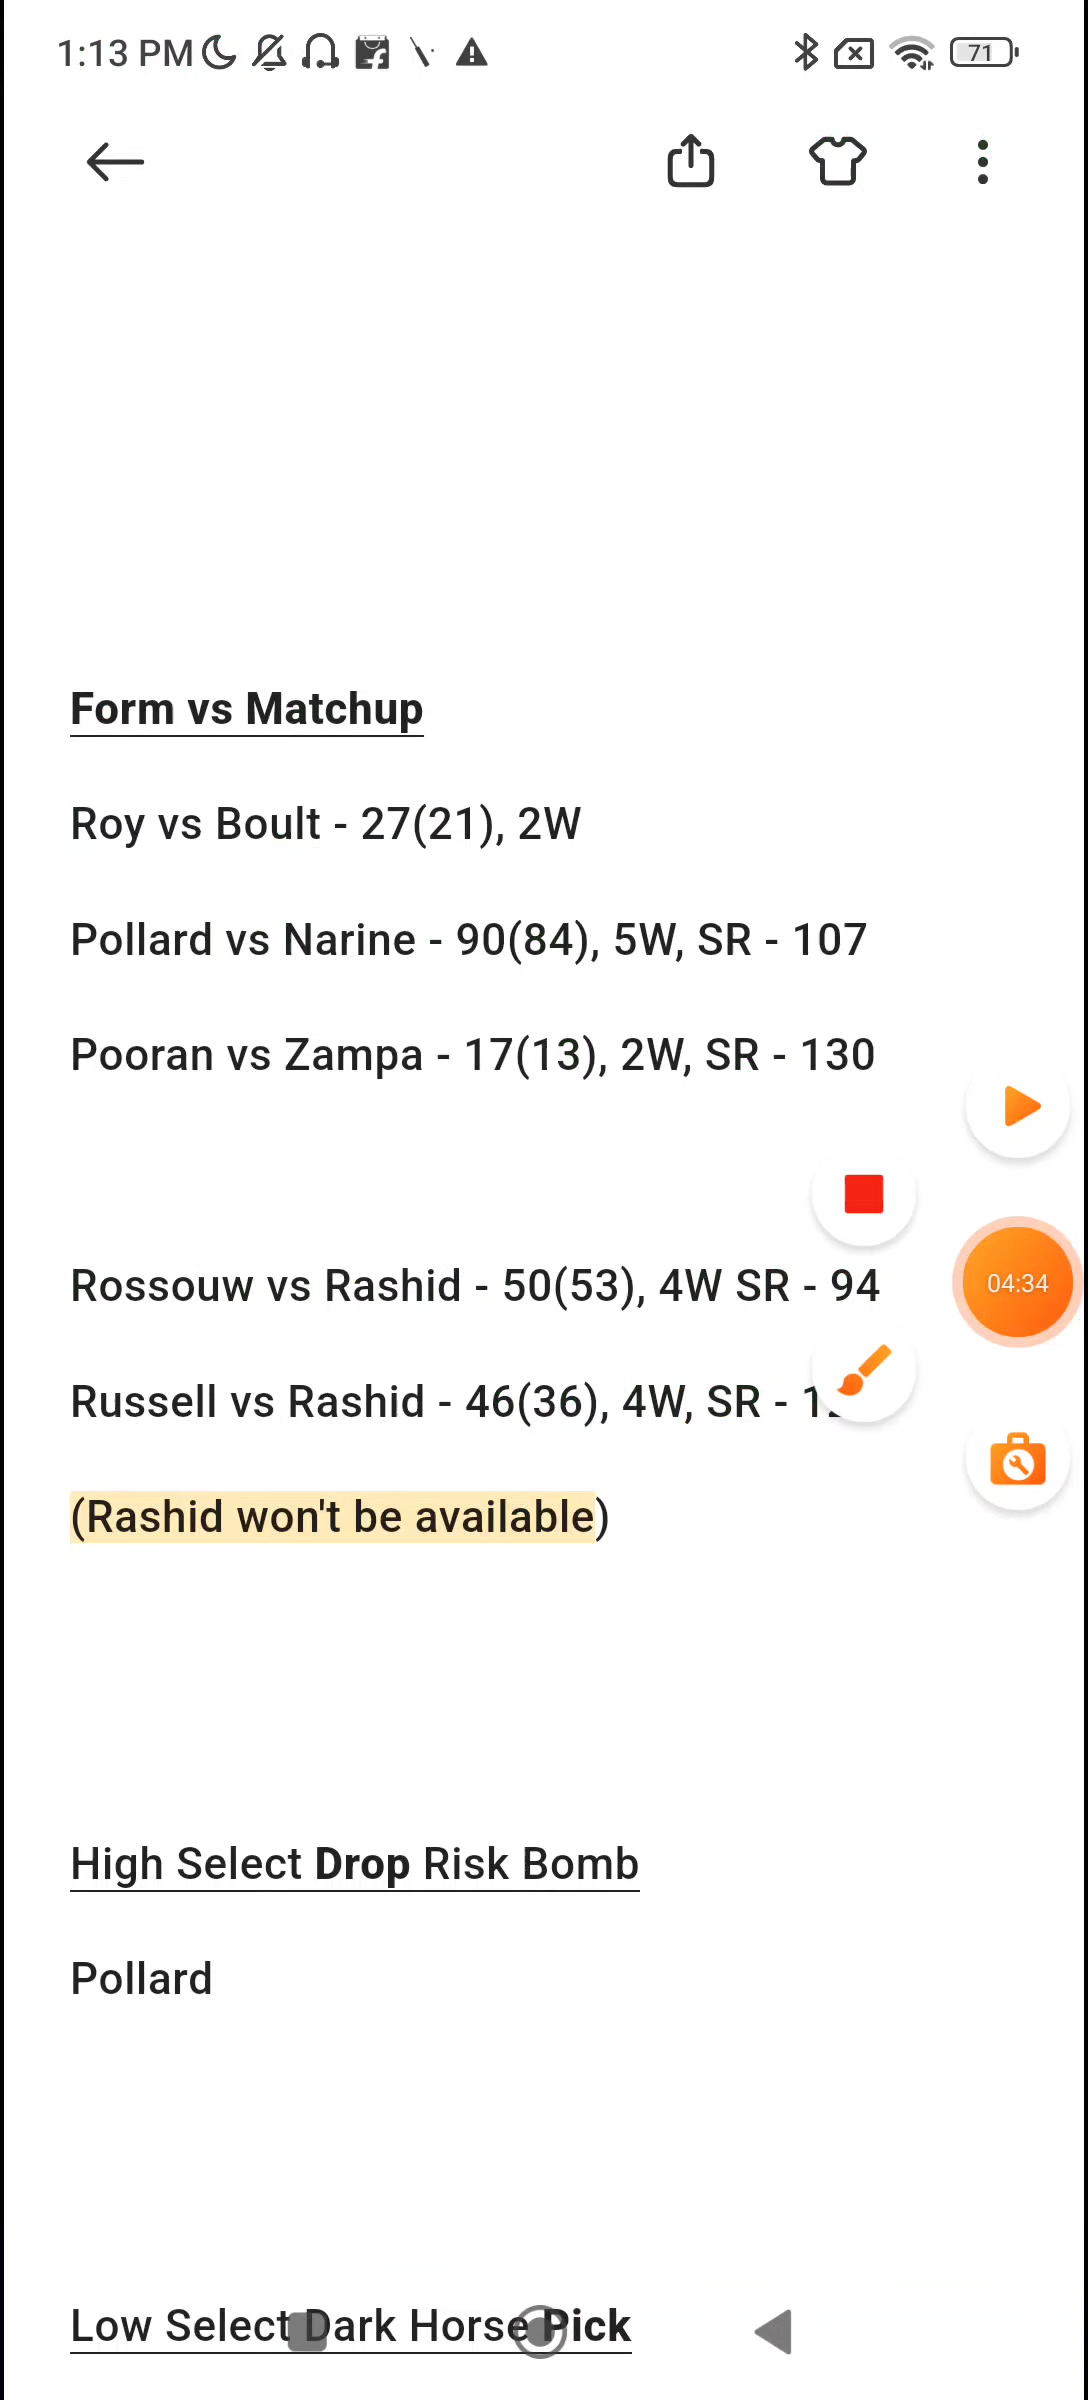 1:13 PM
71
Form vs Matchup
Roy vs Boult - 27(21), 2W
Pollard vs Narine - 90(84), 5W, SR - 107
Pooran vs Zampa - 17(13), 2W, SR - 130
Rossouw vs Rashid - 50(53), 4W SR - 94
04:34
Russell vs Rashid - 46(36), 4W, SR -
(Rashid won't be available)
High Select Drop Risk Bomb
Pollard
Low Select Dark Horse Pick